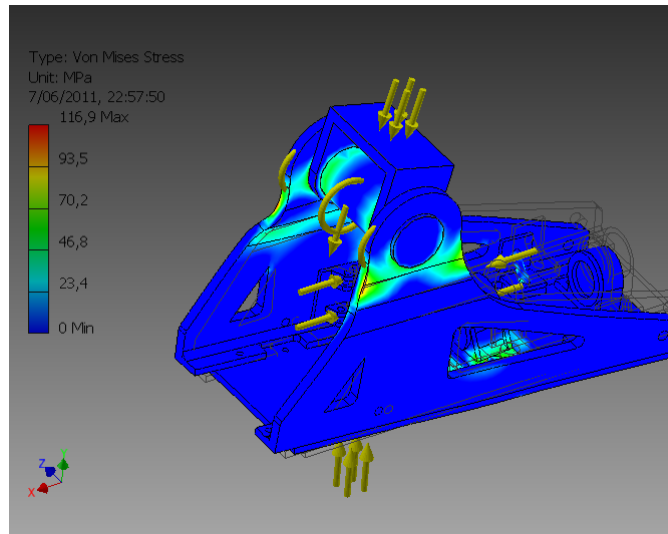 Type: Von Mises Stress
Unit: MPa
7/06/2011, 22:57:50
116,9 Max
93,5
70,2
46,8
23,4
0 Min
Z
X